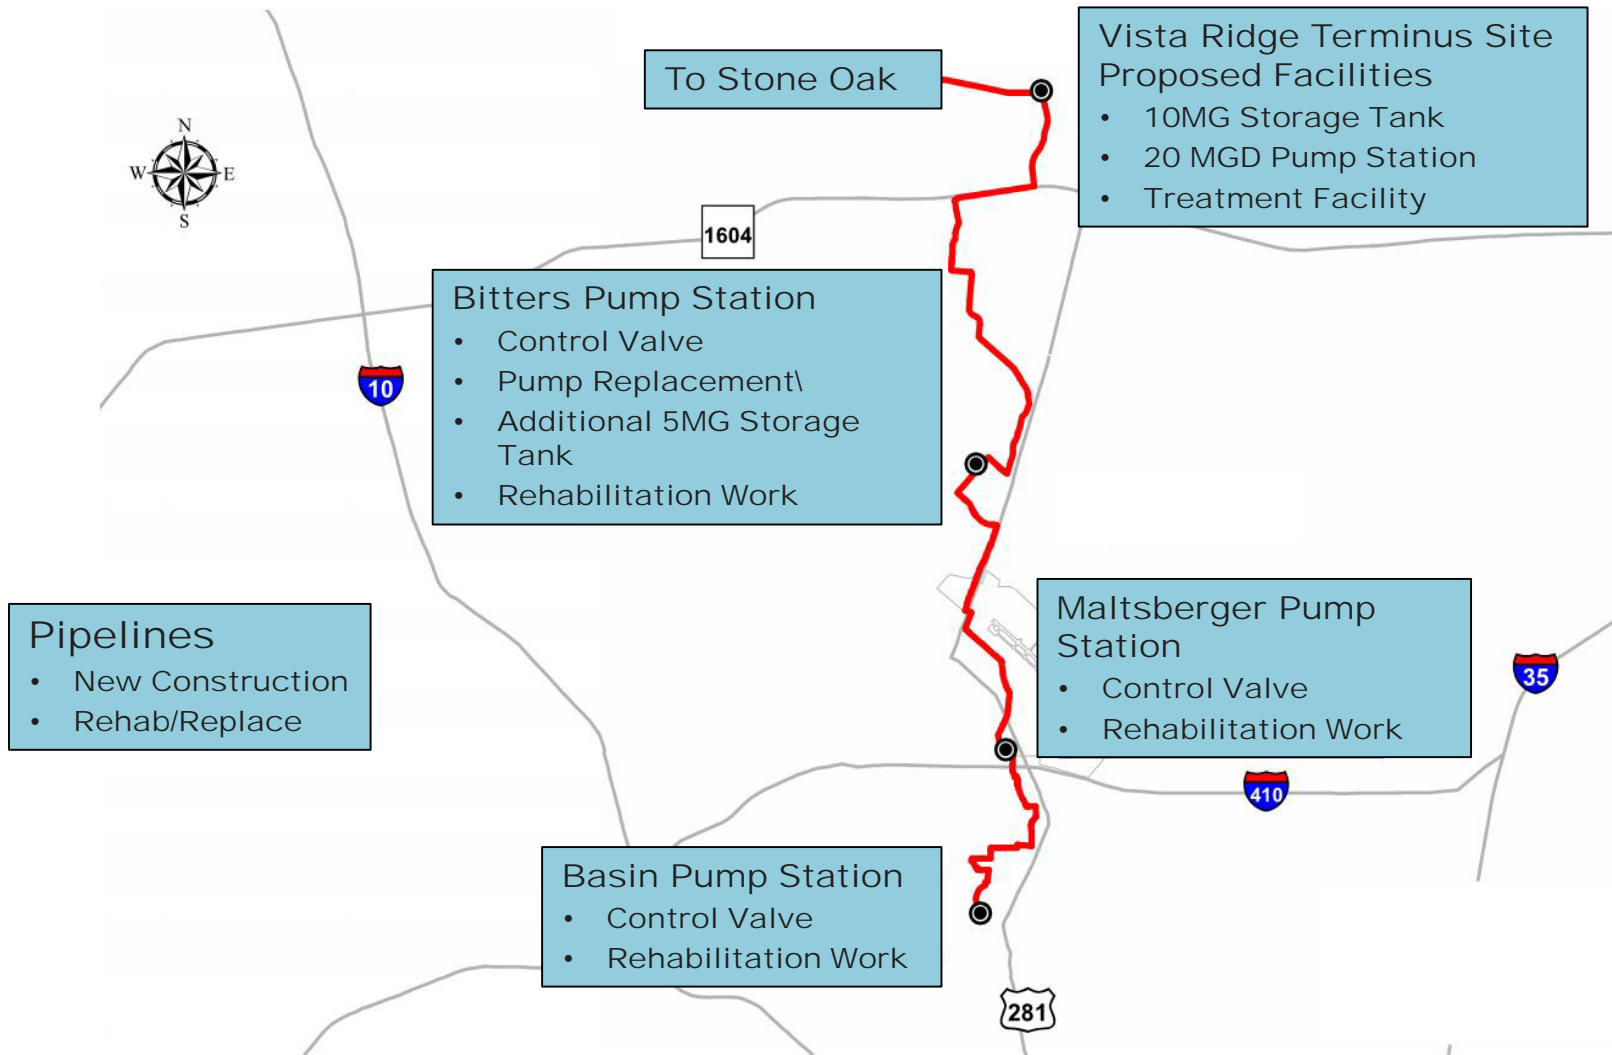 To Stone Oak
Vista Ridge Terminus Site
Proposed Facilities
• 10MG Storage Tank
• 20 MGD Pump Station
• Treatment Facility
N
W E
S
1604
Bitters Pump Station
• Control Valve
• Pump Replacement\
• Additional 5MG Storage
Tank
• Rehabilitation Work
10
Pipelines
• New Construction
• Rehab/Replace
Maltsberger Pump
Station
• Control Valve
• Rehabilitation Work
35
410
Basin Pump Station
• Control Valve
• Rehabilitation Work
281